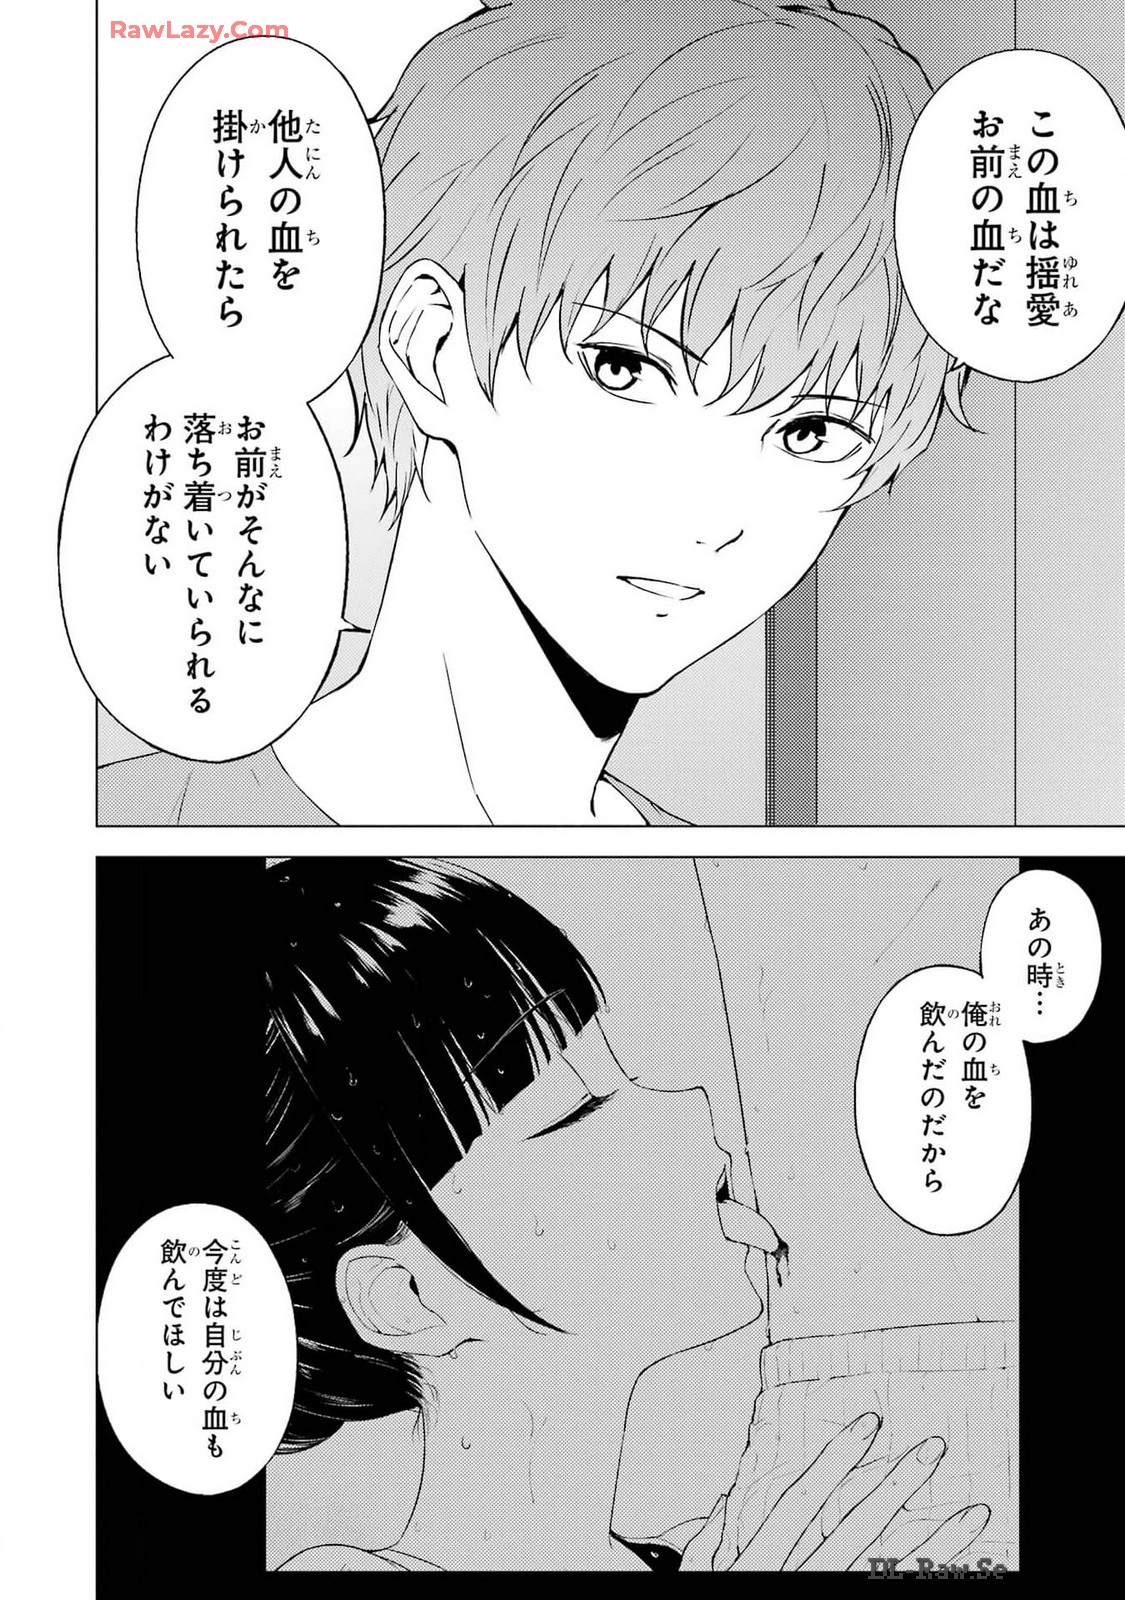 RawLazy.Com
この血は揺愛
お前の血だな
他人の血を
掛けられたら
お前がそんなに
落ち着いていられる
わけがない
あの時…
俺の血を
飲んだのだから
今度は自分の血も
飲んでほしい
DL-Raw.Se